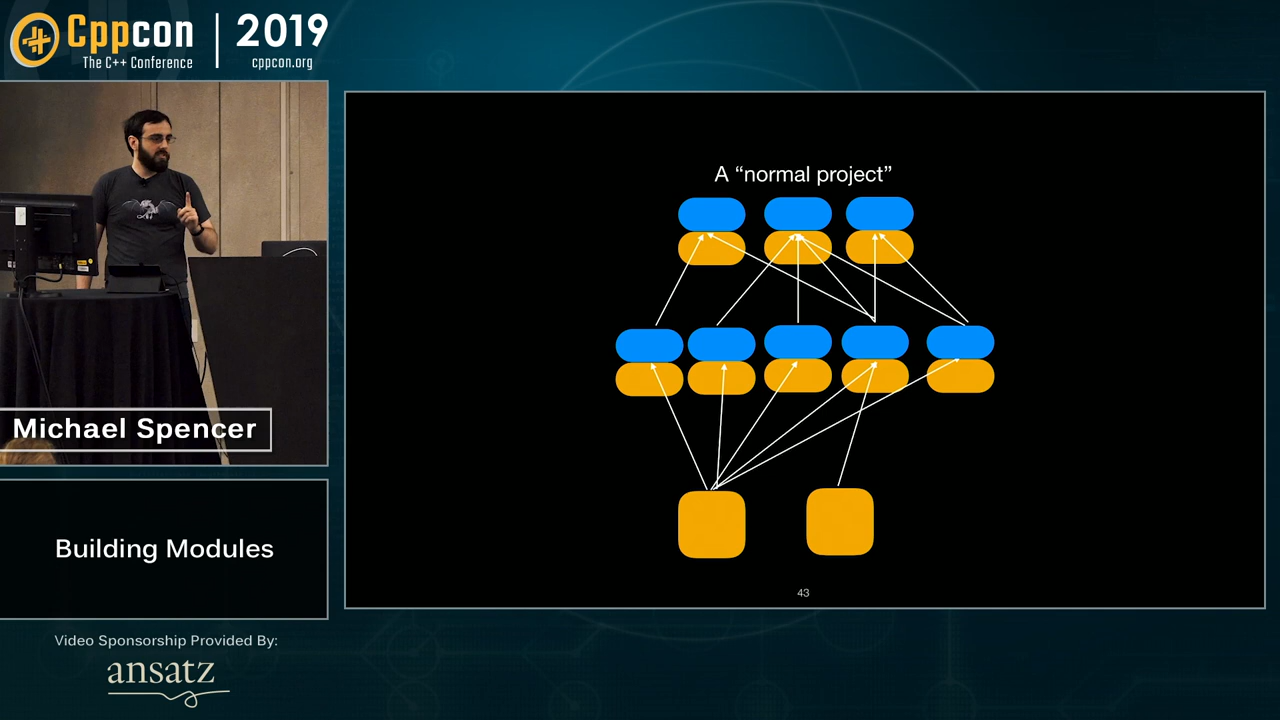 Cppcon
The C++ Conference
2019
cppcon.org
A “normal project”
Michael Spencer
Building Modules
43
Video Sponsorship Provided By:
ansatz